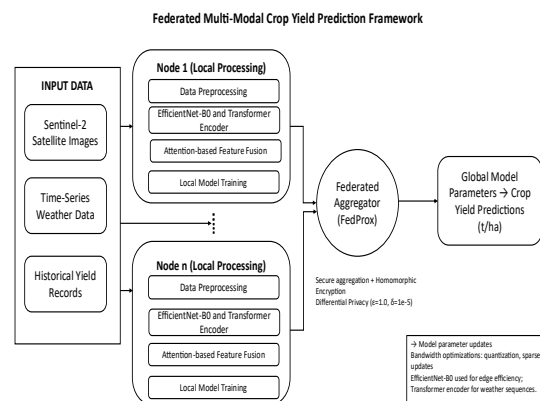 Federated Multi-Modal Crop Yield Prediction Framework
INPUT DATA
Sentinel-2
Satellite Images
Time-Series
Weather Data
Historical Yield
Records
Node 1 (Local Processing)
Data Preprocessing
EfficientNet-B0 and Transformer
Encoder
Attention-based Feature Fusion
Local Model Training
Node n (Local Processing)
Data Preprocessing
EfficientNet-B0 and Transformer
Encoder
Attention-based Feature Fusion
Local Model Training
Federated
Aggregator
(FedProx)
Secure aggregation + Homomorphic
Encryption
Differential Privacy (ε=1.0, δ=1e-5)
Global Model
Parameters → Crop
Yield Predictions
(t/ha)
→ Model parameter updates
Bandwidth optimizations: quantization, sparse
updates
EfficientNet-B0 used for edge efficiency;
Transformer encoder for weather sequences.